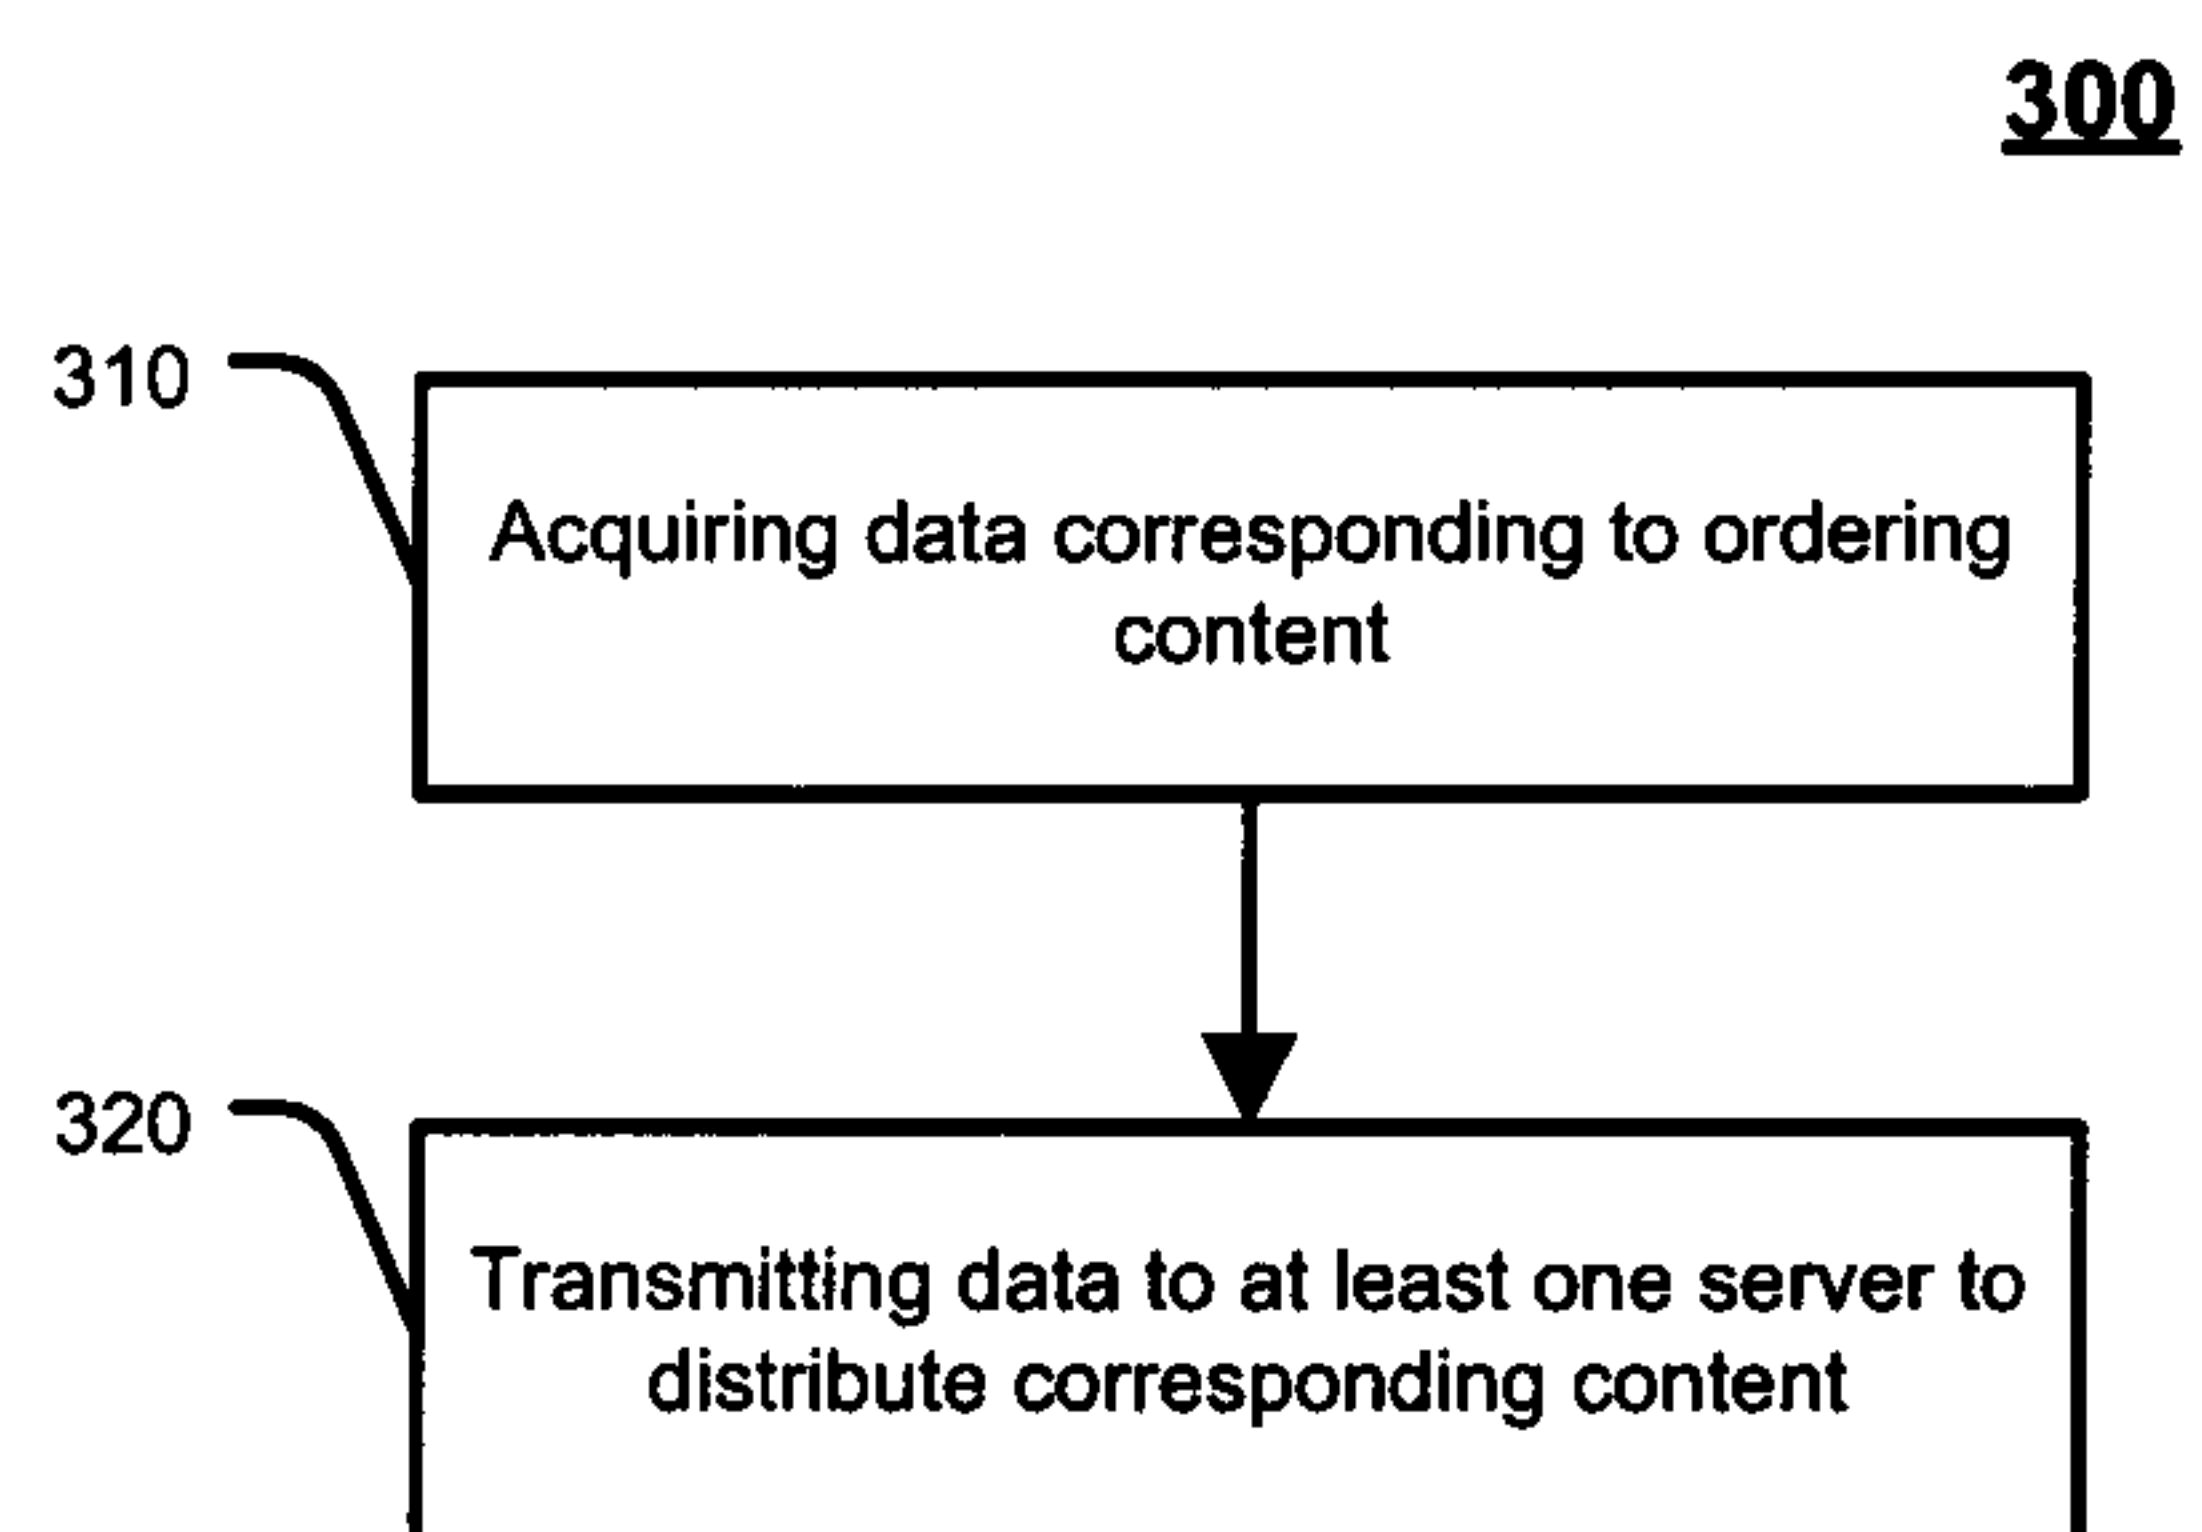 300
310
Acquiring data corresponding to ordering
content
320
Transmitting data to at least one server to
distribute corresponding content